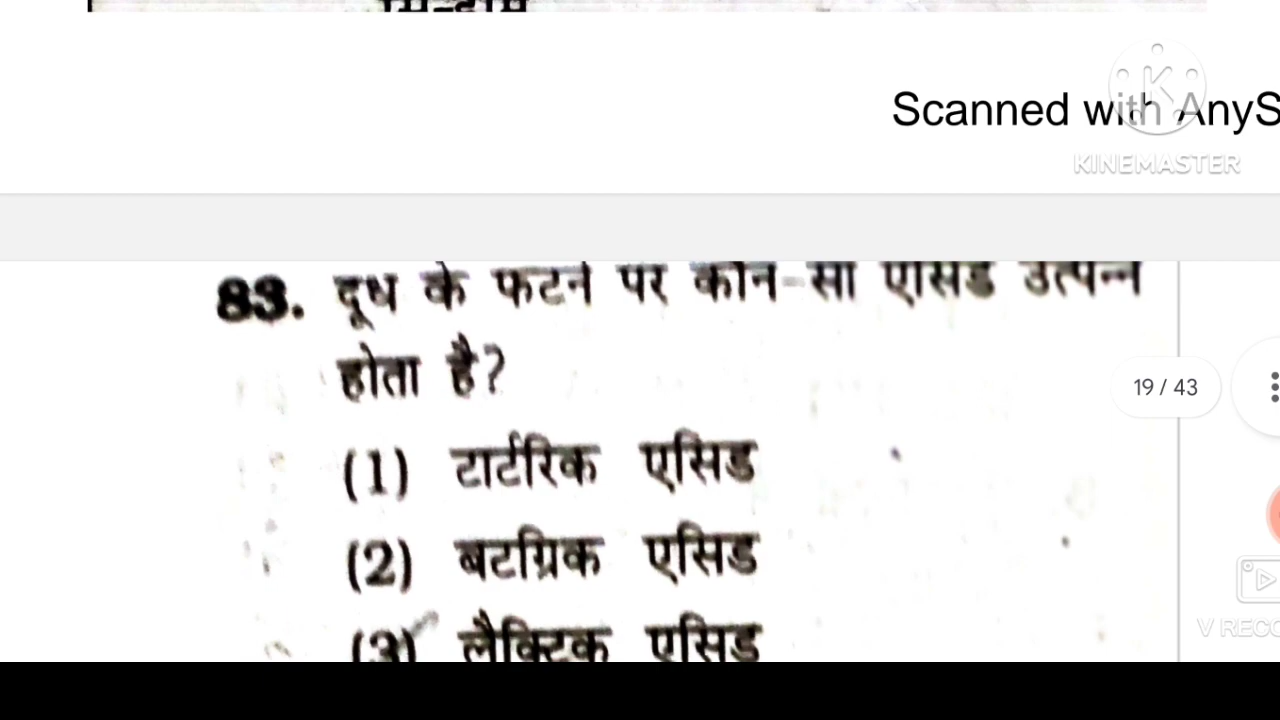 Scanned with AnyS
KINEMASTER
83. दूध के फटने पर कौन-सा एसिड उत्पन्न
होता है?
19 / 43
(1) टार्टरिक एसिड
(2) बटग्रिक एसिड
(3) लैक्टिक एसिड
V RECO